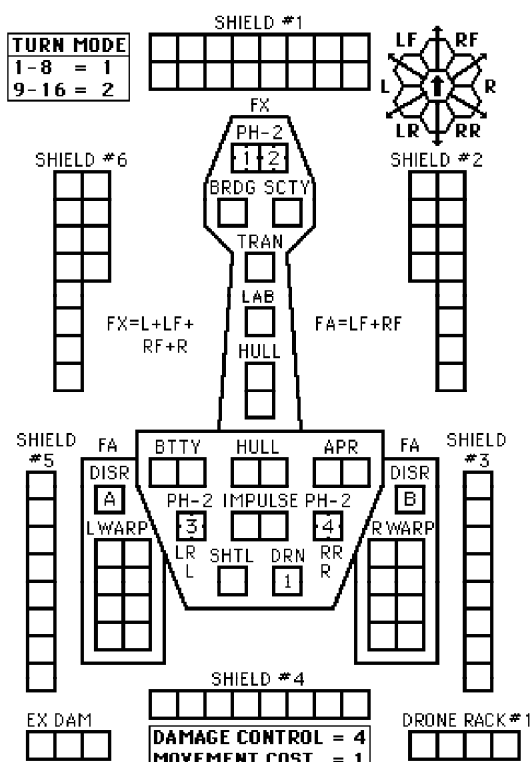 SHIELD #1
TURN MODE
1-8 = 1
9-16 = 2
LF RF
L R
LR RR
FX
PH-2
1 2
SHIELD #6
SHIELD #2
BRDG SCTY
TRAN
LAB
FX=L+LF+
RF+R
FA=LF+RF
HULL
SHIELD
#5
FA
BTTY HULL APR
FA
SHIELD
#3
DISR
DISR
A
B
PH-2 IMPULSE PH-2
3 4
L WARP
R WARP
LR
L
SHTL DRN
RR
R
1
SHIELD #4
EX DAM
DRONE RACK #1
DAMAGE CONTROL = 4
MOVEMENT COST = 1